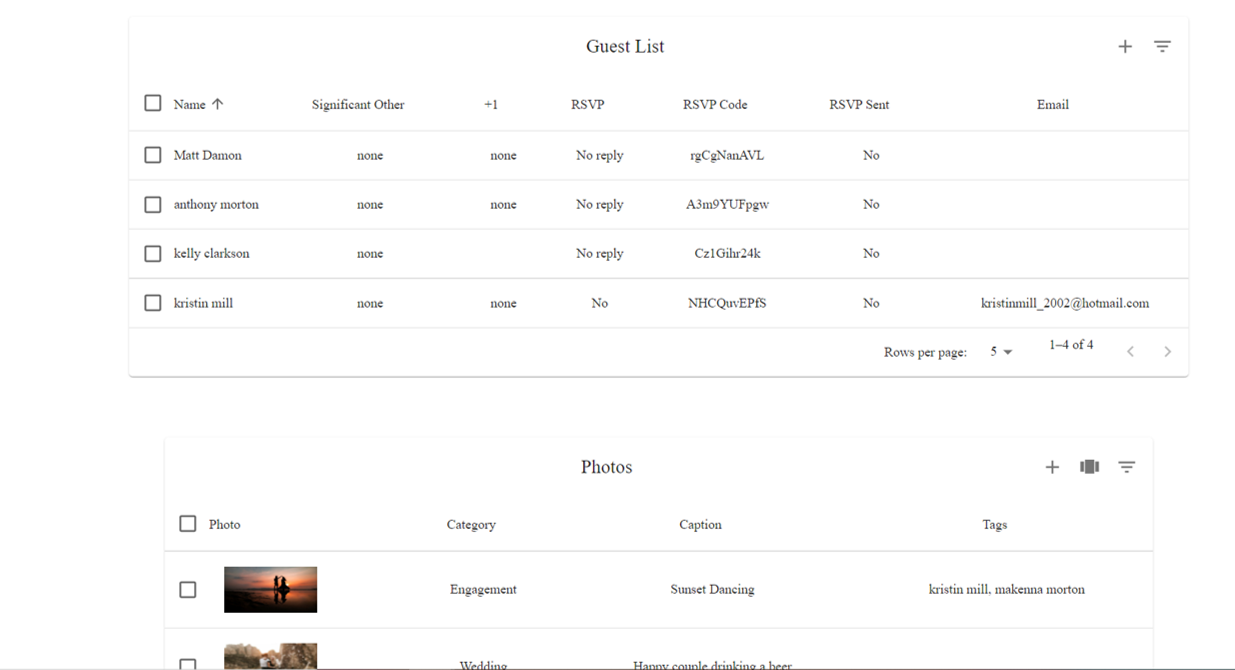 Guest List
Name Significant Other +1 RSVP RSVP Code RSVP Sent Email
Matt Damon none none No reply rgCgNanAVL No
anthony morton none none No reply A3m9YUFpgw No
kelly clarkson none No reply Cz1Gihr24k No
kristin mill none none No NHCQuvEPfS No kristinmill_2002@hotmail.com
Rows per page: 5 1–4 of 4
Photos
Photo Category Caption Tags
Engagement Sunset Dancing kristin mill, makenna morton
Wedding Happy couple drinking a beer